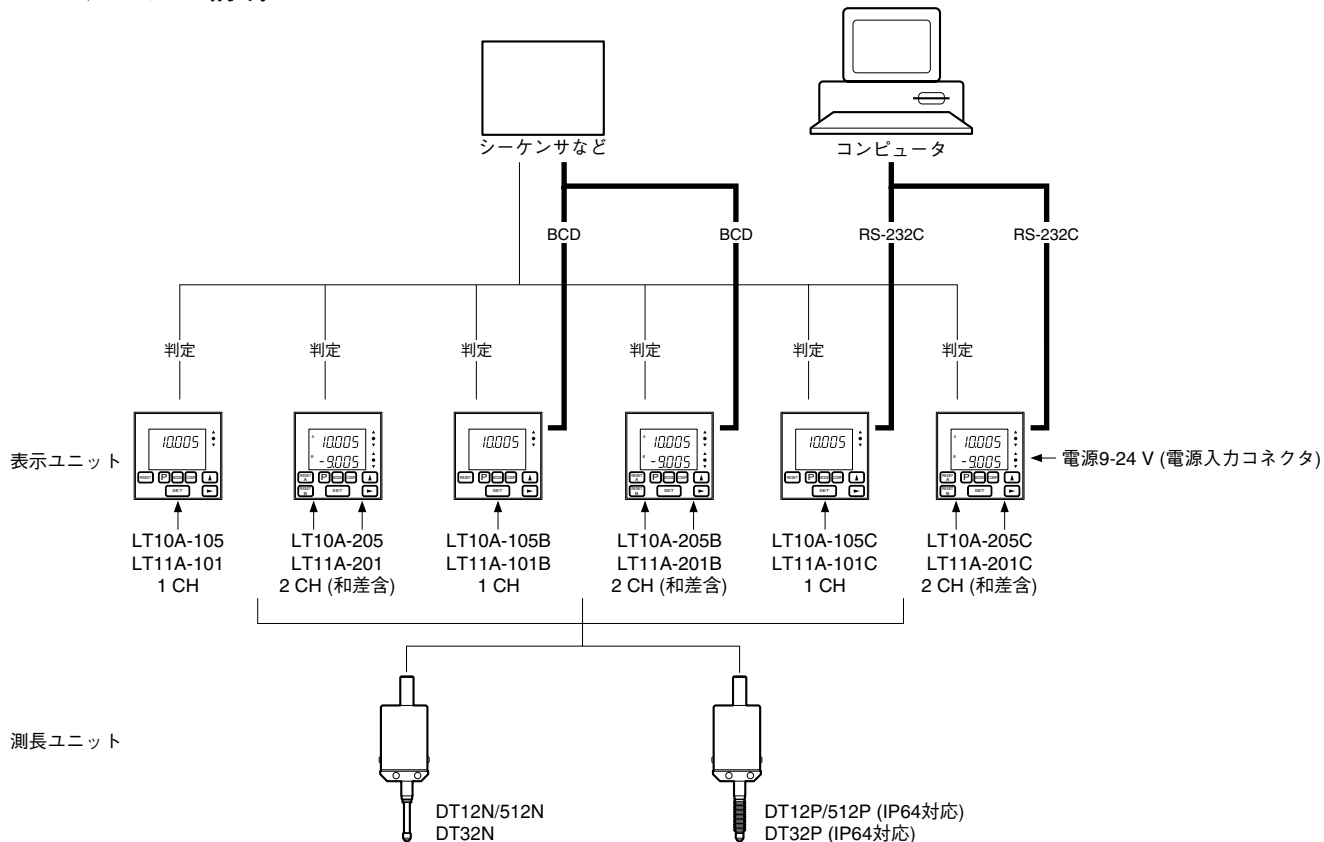 シーケンサなど
コンピュータ
BCD
BCD
RS-232C
RS-232C
判定
判定
判定
判定
判定
判定
10.005
10.005
-9.005
10.005
10.005
-9.005
10.005
10.005
-9.005
表示ユニット
電源9-24 V (電源入力コネクタ)
LT10A-105
LT11A-101
1 CH
LT10A-205
LT11A-201
2 CH (和差含)
LT10A-105B
LT11A-101B
1 CH
LT10A-205B
LT11A-201B
2 CH (和差含)
LT10A-105C
LT11A-101C
1 CH
LT10A-205C
LT11A-201C
2 CH (和差含)
測長ユニット
DT12N/512N
DT32N
DT12P/512P (IP64対応)
DT32P (IP64対応)